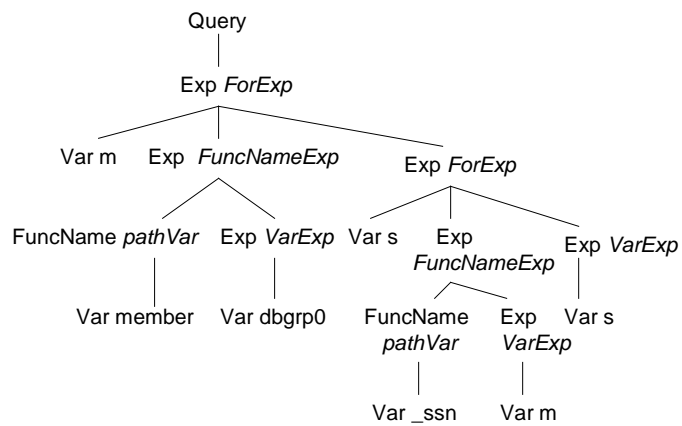 Query
Exp ForExp
Var m Exp FuncNameExp Exp ForExp
FuncName pathVar Exp VarExp Var s Exp FuncNameExp Exp VarExp
Var member Var dbgrp0 FuncName pathVar Exp VarExp Var s
Var _ssn Var m